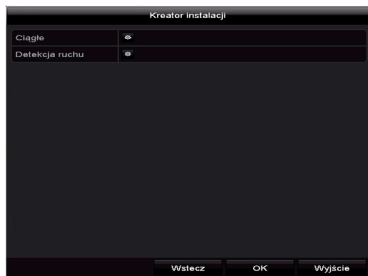 Kreator instalacji
Ciągłe
Detekcja ruchu
Wstecz OK Wyjście